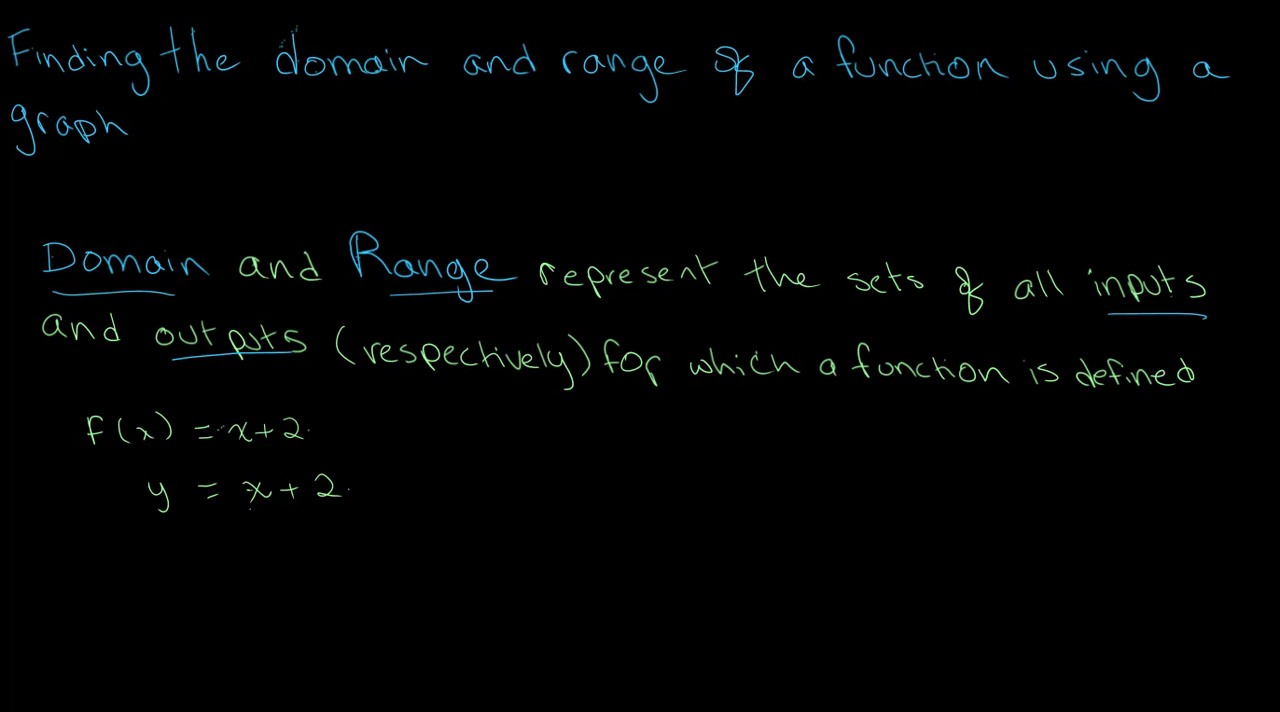 Finding the domain and range of a function using a
graph
Domain and Range represent the sets of all inputs
and outputs (respectively) for which a function is defined
F(x) = x+2
y = x + 2